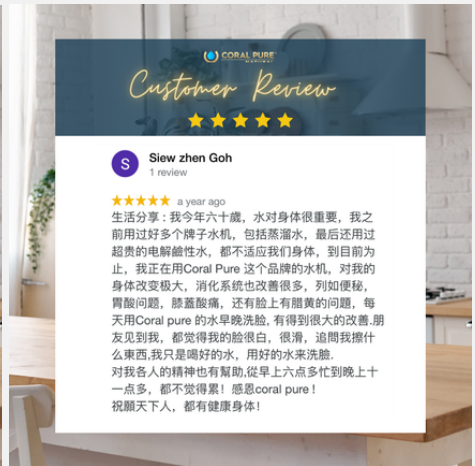 CORAL PURE
NATURAL
Customer Review
S
Siew zhen Goh
1 review
a year ago
生活分享 : 我今年六十歲，水对身体很重要，我之
前用过好多个牌子水机，包括蒸溜水，最后还用过
超贵的电解鹼性水，都不适应我们身体，到目前为
止，我正在用Coral Pure 这个品牌的水机，对我的
身体改变极大，消化系统也改善很多，列如便秘，
胃酸问题，膝蓋酸痛，还有脸上有腊黄的问题，每
天用Coral pure 的水早晚洗脸, 有得到很大的改善.朋
友见到我，都觉得我的脸很白，很滑，追問我擦什
么東西,我只是喝好的水，用好的水来洗臉.
对我各人的精神也有幫助,從早上六点多忙到晚上十
一点多，都不觉得累！感恩coral pure !
祝願天下人，都有健康身体！